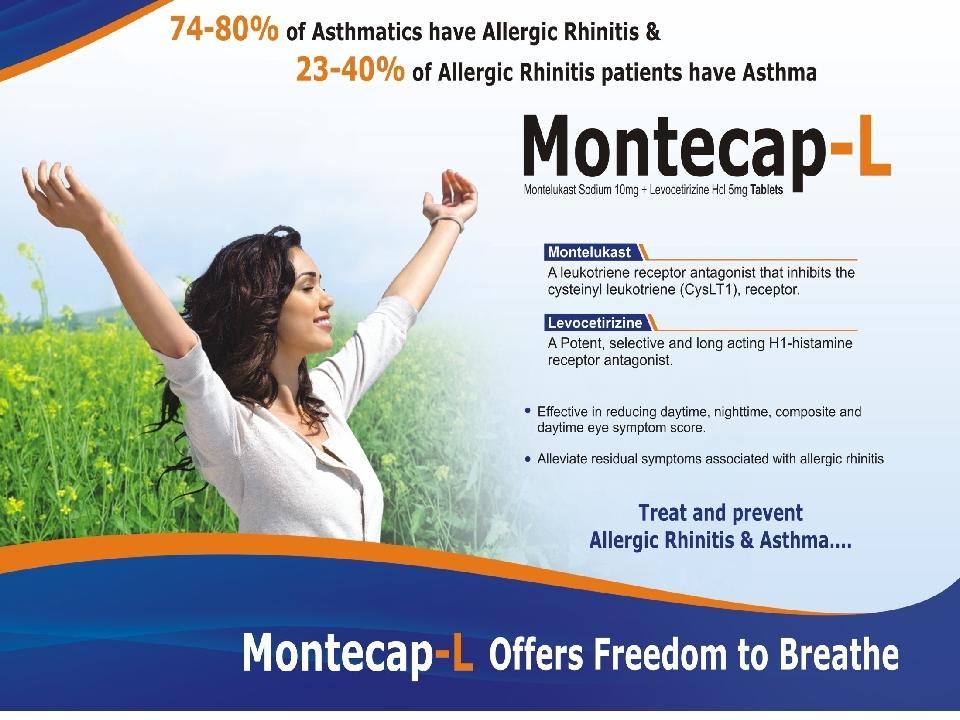 74-80% of Asthmatics have Allergic Rhinitis &
23-40% of Allergic Rhinitis patients have Asthma
Montecap-L
Montelukast Sodium 10mg + Levocetirizine Hcl 5mg Tablets
Montelukast
A leukotriene receptor antagonist that inhibits the
cysteinyl leukotriene (CysLT1), receptor.
Levocetirizine
A Potent, selective and long acting H1-histamine
receptor antagonist.
• Effective in reducing daytime, nighttime, composite and
daytime eye symptom score.
• Alleviate residual symptoms associated with allergic rhinitis
Treat and prevent
Allergic Rhinitis & Asthma....
Montecap-L Offers Freedom to Breathe